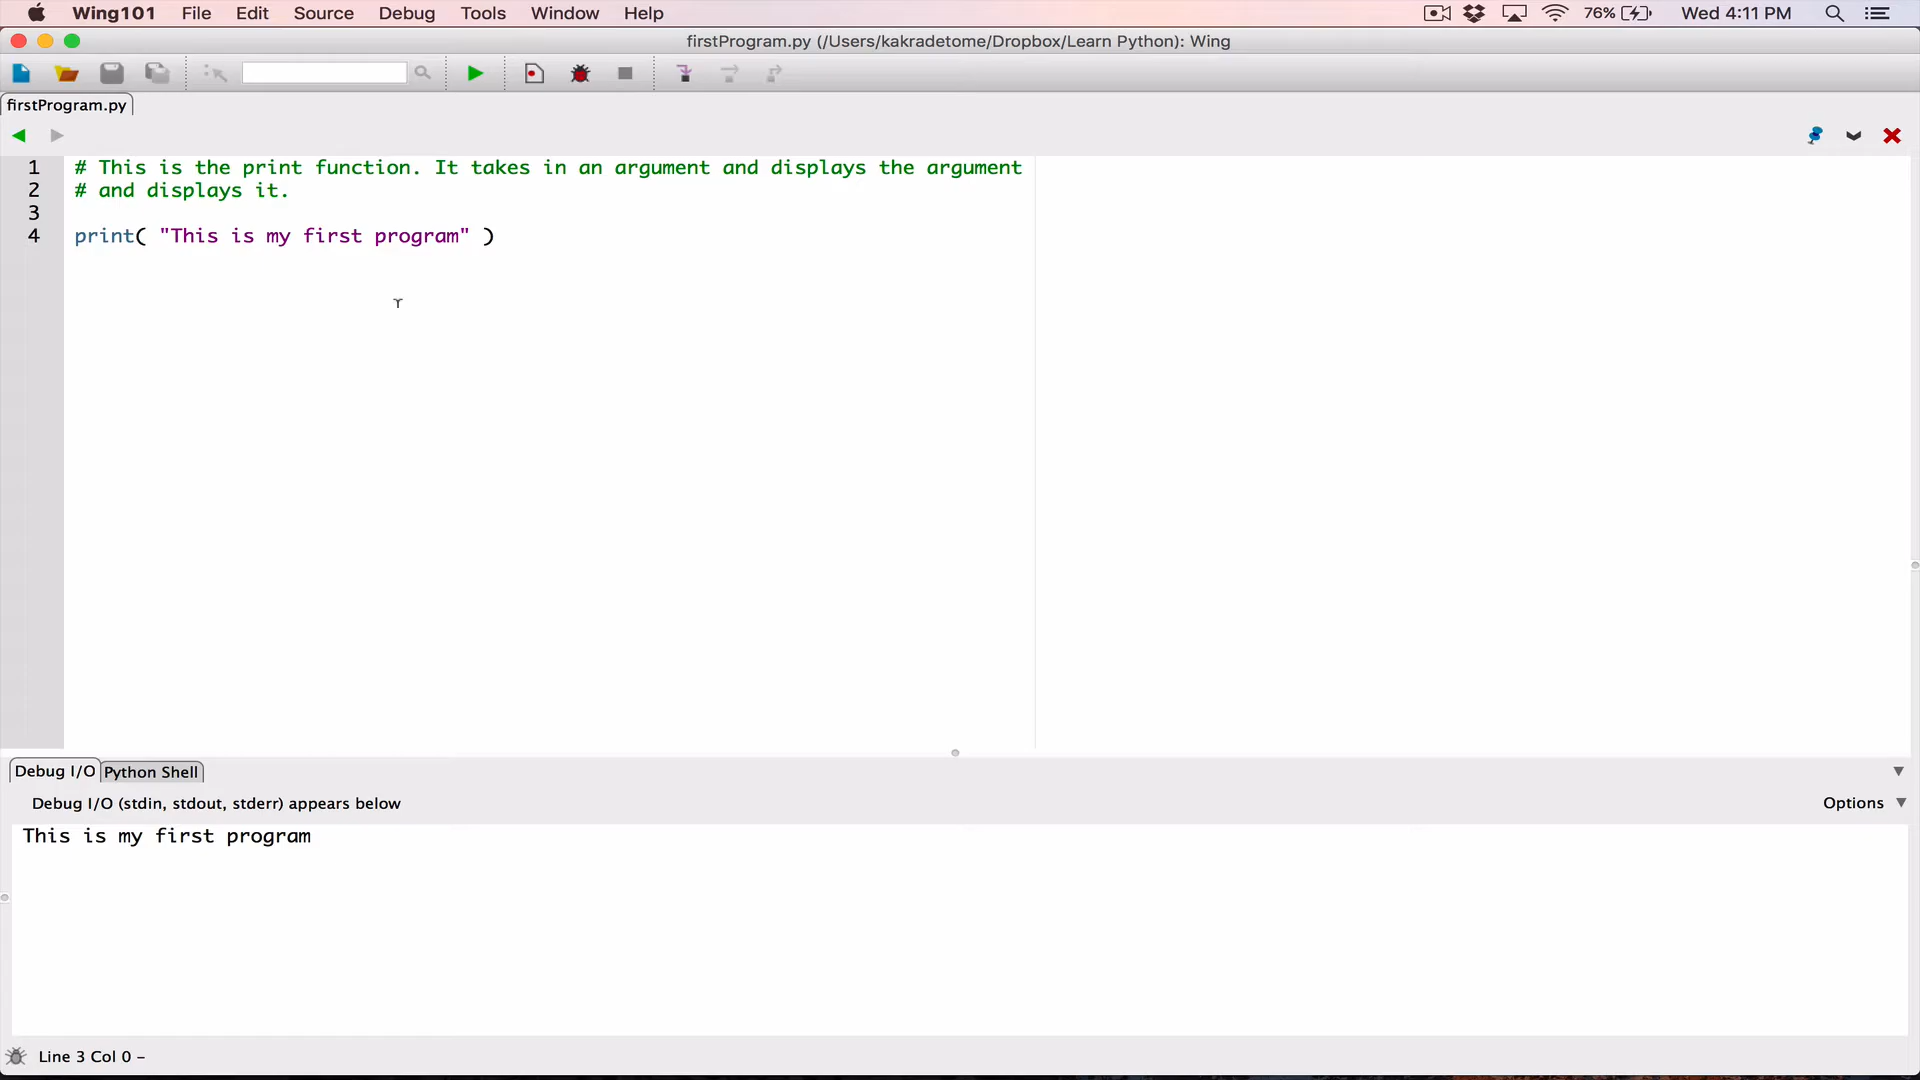 Wing101 File Edit Source Debug Tools Window Help 76% Wed 4:11 PM
firstProgram.py (/Users/kakradetome/Dropbox/Learn Python): Wing
firstProgram.py
1 # This is the print function. It takes in an argument and displays the argument
2 # and displays it.
3
4 print( "This is my first program" )
Debug I/O Python Shell
Debug I/O (stdin, stdout, stderr) appears below Options
This is my first program
Line 3 Col 0 –